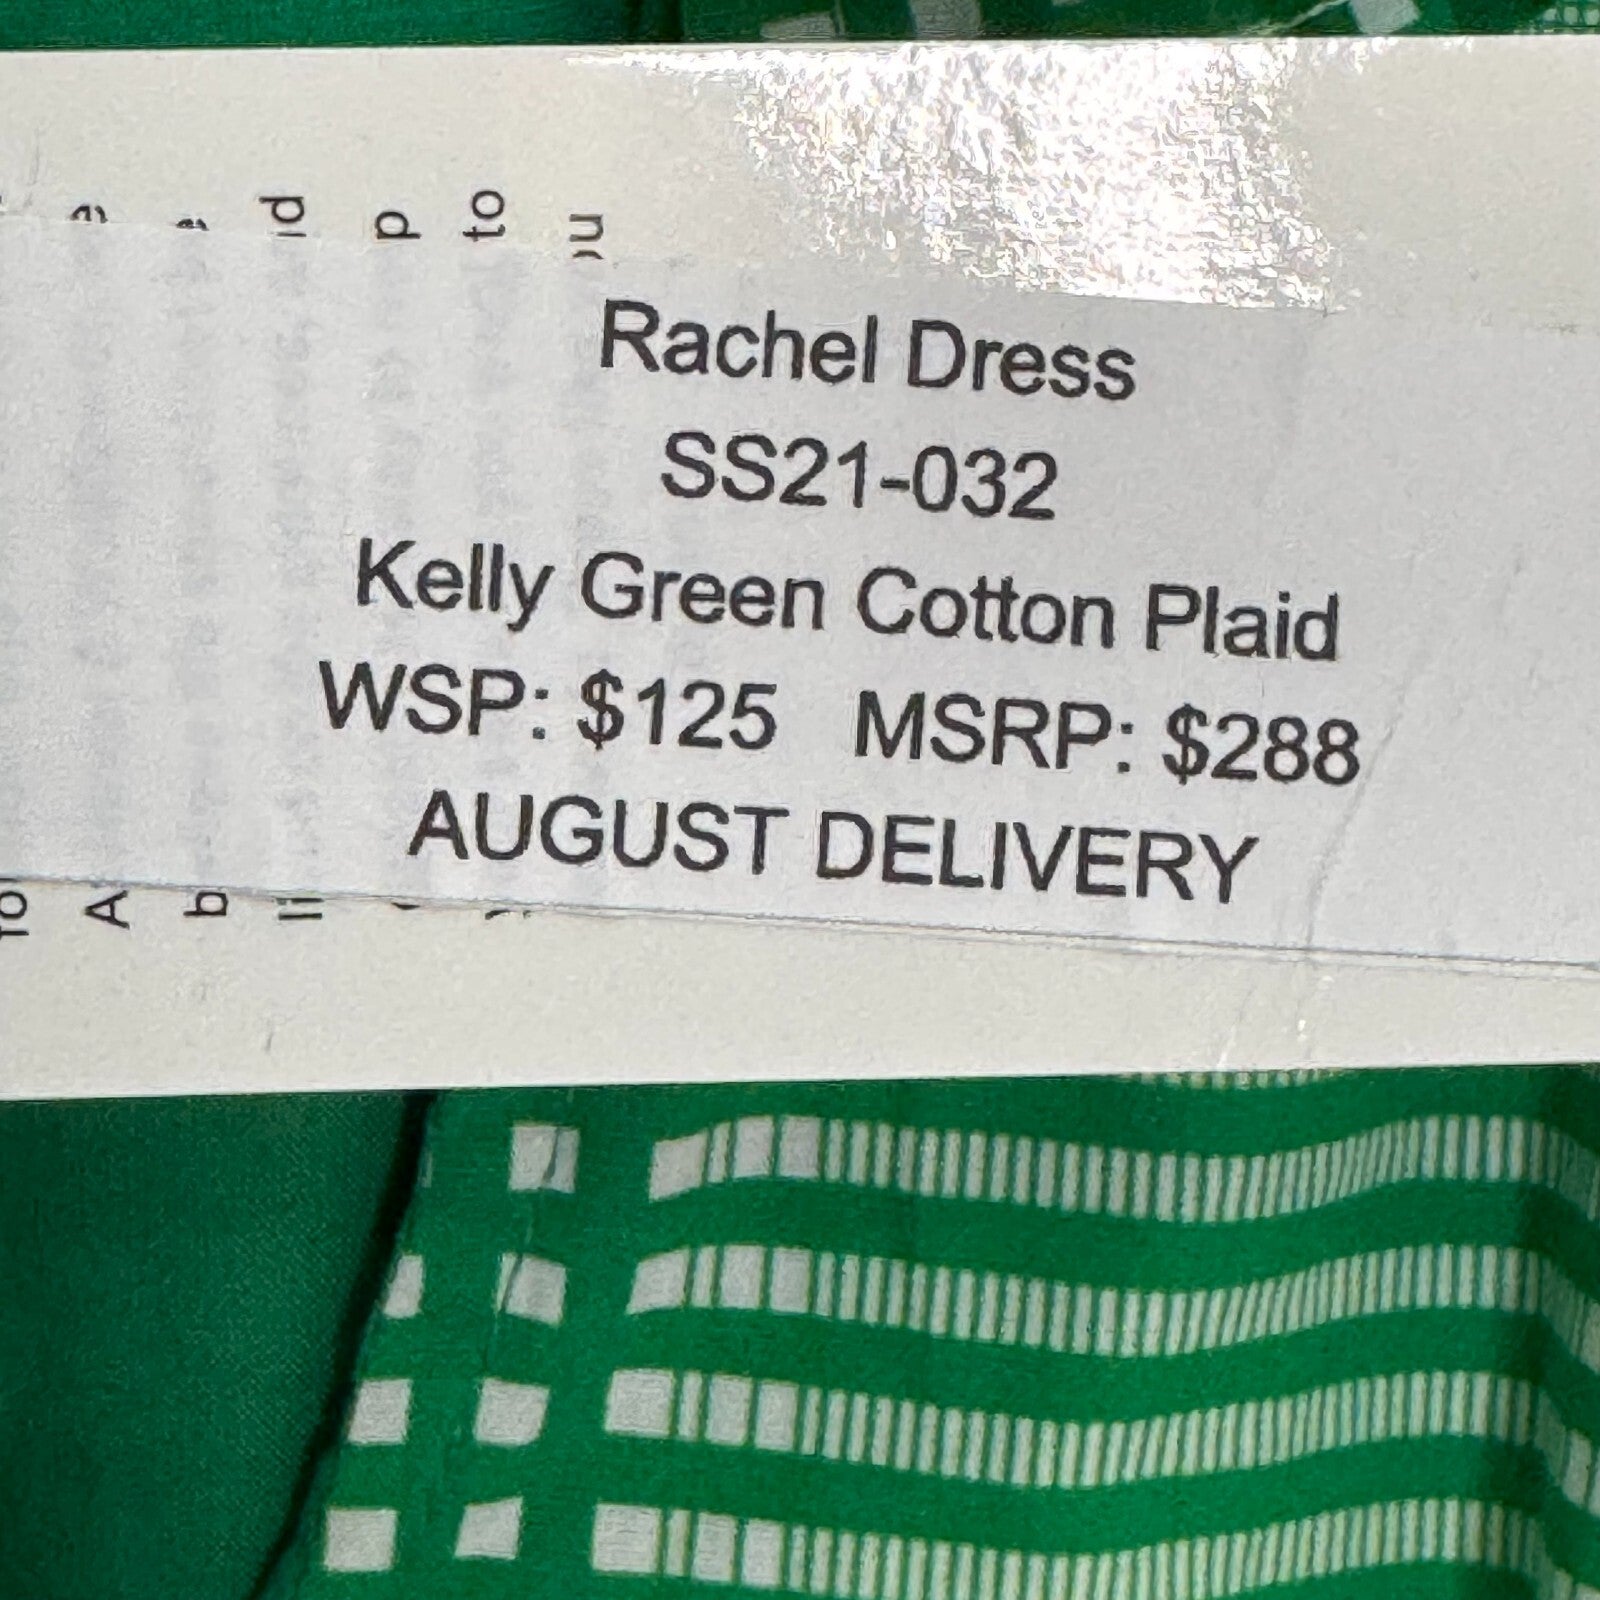 Rachel Dress
SS21-032
Kelly Green Cotton Plaid
WSP: $125 MSRP: $288
AUGUST DELIVERY